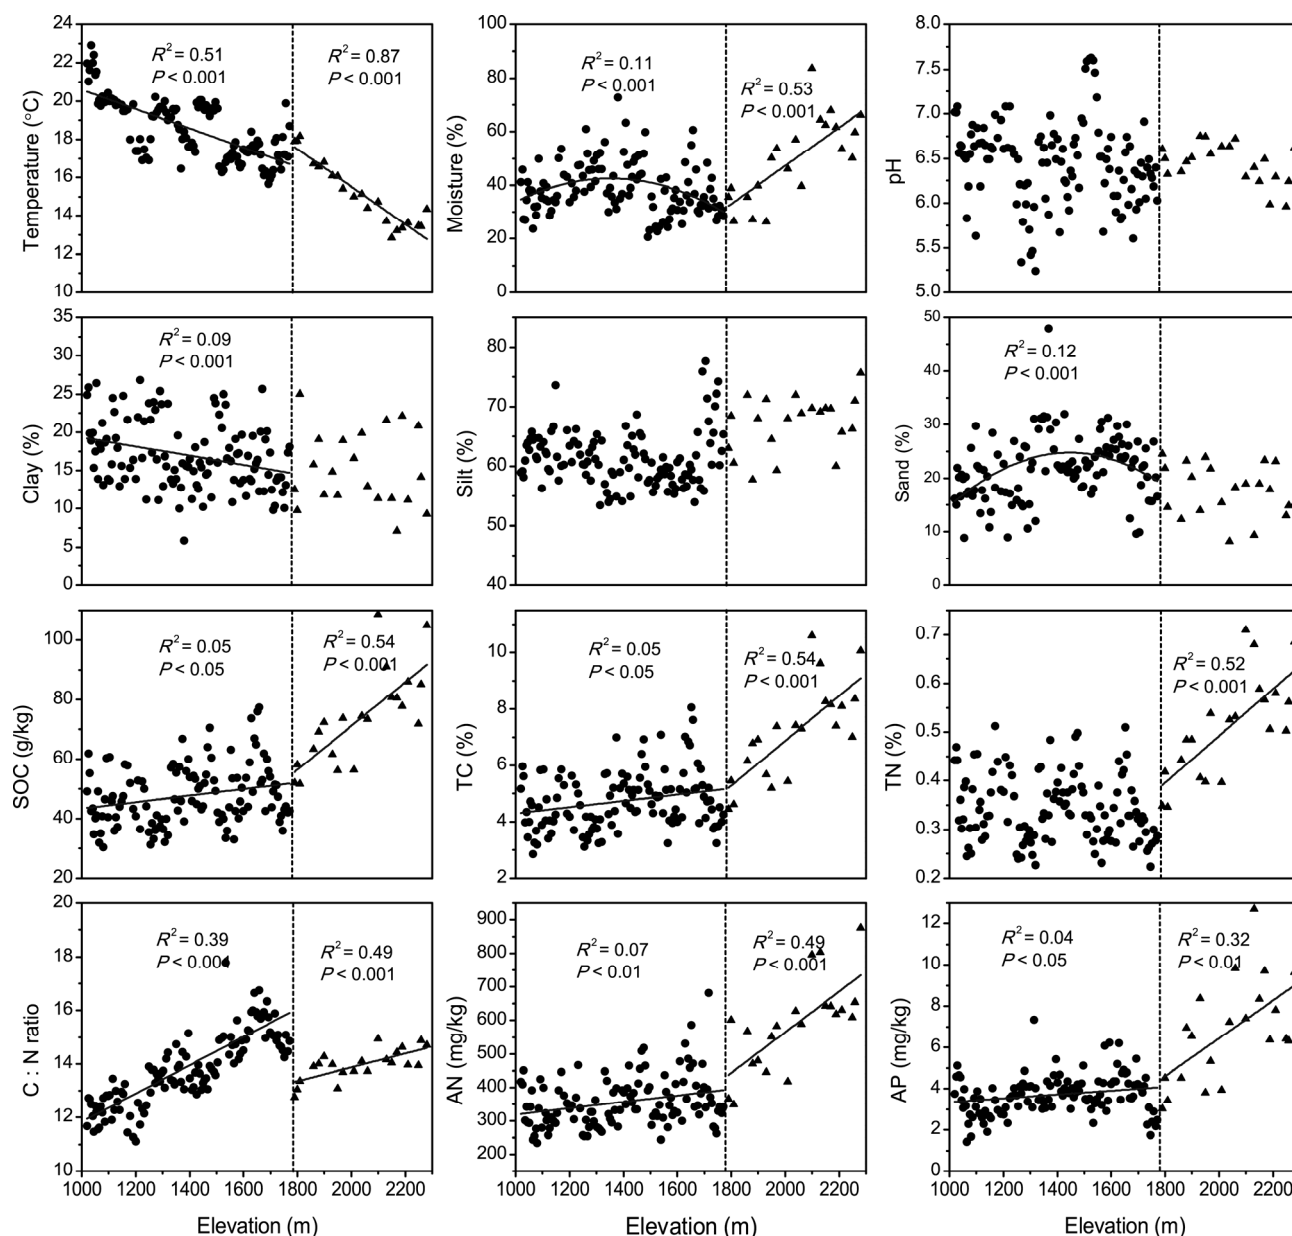 24
22
20
18
16
14
12
10
Temperature (°C)
R² = 0.51
P < 0.001
R² = 0.87
P < 0.001
100
80
60
40
20
0
Moisture (%)
R² = 0.11
P < 0.001
R² = 0.53
P < 0.001
8.0
7.5
7.0
6.5
6.0
5.5
5.0
pH
35
30
25
20
15
10
5
0
Clay (%)
R² = 0.09
P < 0.001
80
70
60
50
40
Silt (%)
50
40
30
20
10
0
Sand (%)
R² = 0.12
P < 0.001
100
80
60
40
20
SOC (g/kg)
R² = 0.05
P < 0.05
R² = 0.54
P < 0.001
10
8
6
4
2
TC (%)
R² = 0.05
P < 0.05
R² = 0.54
P < 0.001
0.7
0.6
0.5
0.4
0.3
0.2
TN (%)
R² = 0.52
P < 0.001
20
18
16
14
12
10
C : N ratio
R² = 0.39
P < 0.001
R² = 0.49
P < 0.001
1000 1200 1400 1600 1800 2000 2200
Elevation (m)
900
800
700
600
500
400
300
200
AN (mg/kg)
R² = 0.07
P < 0.01
R² = 0.49
P < 0.001
1000 1200 1400 1600 1800 2000 2200
Elevation (m)
12
10
8
6
4
2
0
AP (mg/kg)
R² = 0.04
P < 0.05
R² = 0.32
P < 0.01
1000 1200 1400 1600 1800 2000 2200
Elevation (m)